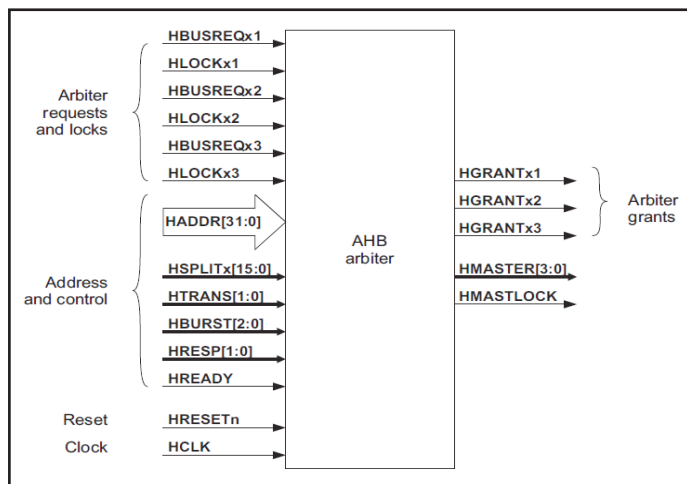 HBUSREQx1
HLOCKx1
HBUSREQx2
HLOCKx2
HBUSREQx3
HLOCKx3
Arbiter
requests
and locks
HADDR[31:0]
HSPLITx[15:0]
HTRANS[1:0]
HBURST[2:0]
HRESP[1:0]
HREADY
Address
and control
Reset
HRESETn
Clock
HCLK
AHB
arbiter
HGRANTx1
HGRANTx2
HGRANTx3
Arbiter
grants
HMASTER[3:0]
HMASTLOCK